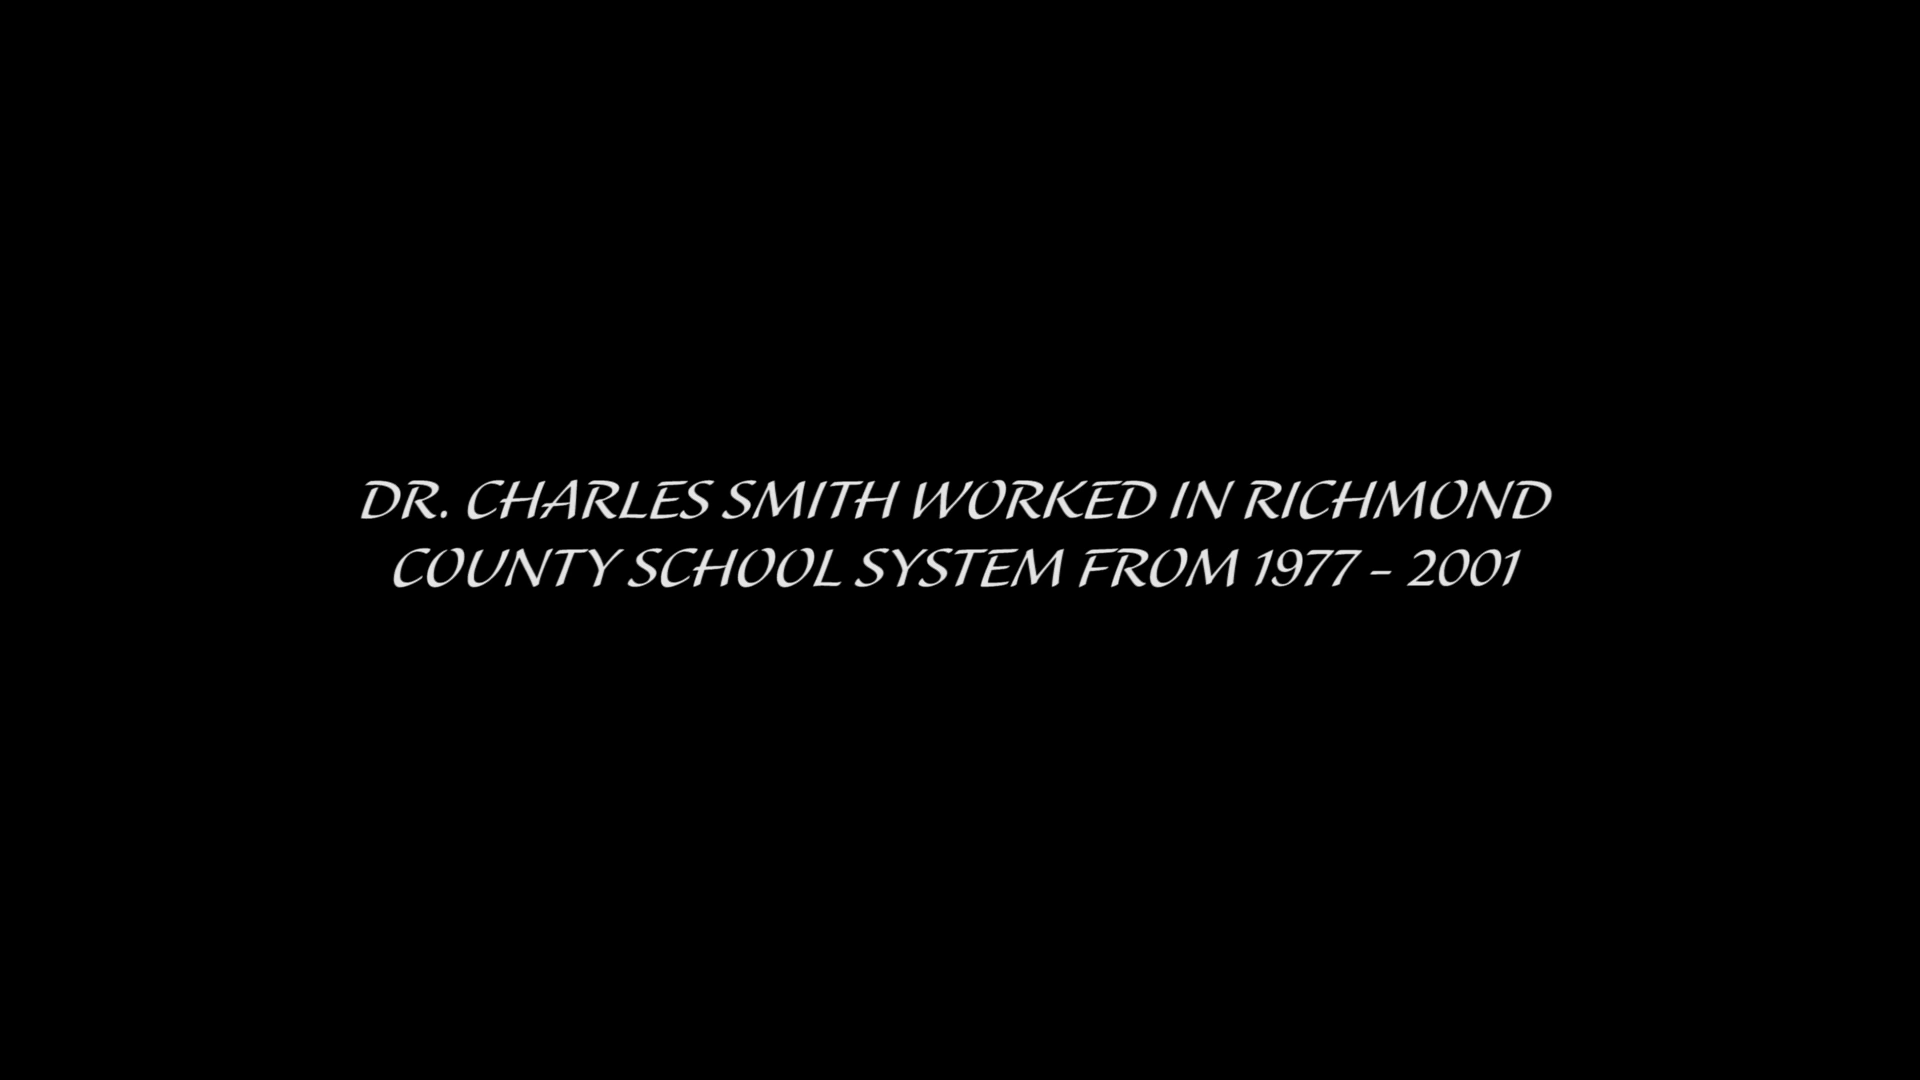 DR. CHARLES SMITH WORKED IN RICHMOND
COUNTY SCHOOL SYSTEM FROM 1977 - 2001